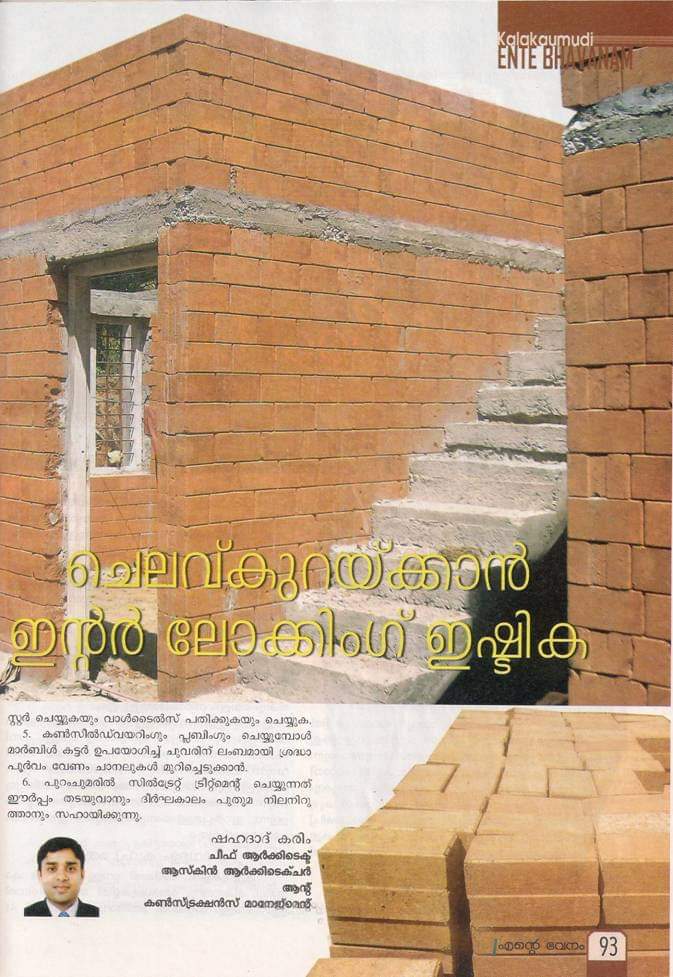 Kalakaumudi
ENTE BHAVANAM
ചെലവ്കുറയ്ക്കാൻ
ഇന്റർ ലോക്കിംഗ് ഇഷ്ടിക
സ്റ്റർ ചെയ്യുകയും വാൾടൈൽസ് പതിക്കുകയും ചെയ്യുക.
5. കൺസിൽഡ്വയറിംഗും പ്ലബിംഗും ചെയ്യുമ്പോൾ
മാർബിൾ കട്ടർ ഉപയോഗിച്ച് ചുവരിന് ലംബമായി ശ്രദ്ധാ
പൂർവം വേണം ചാനലുകൾ മുറിച്ചെടുക്കാൻ.
6. പുറംചുമരിൽ സിൽട്രേറ്റ് ട്രീറ്റ്മെന്റ് ചെയ്യുന്നത്
ഈർപ്പം തടയുവാനും ദീർഘകാലം പുതുമ നിലനിറു
ത്താനും സഹായിക്കുന്നു.
ഷഹദാദ് കരിം
ചീഫ് ആർക്കിടെക്ട്
ആസ്കിൻ ആർക്കിടെക്ചർ
ആന്റ്
കൺസ്ട്രക്ഷൻസ് മാനേജ്മെന്റ്
എന്റെ ഭവനം 93